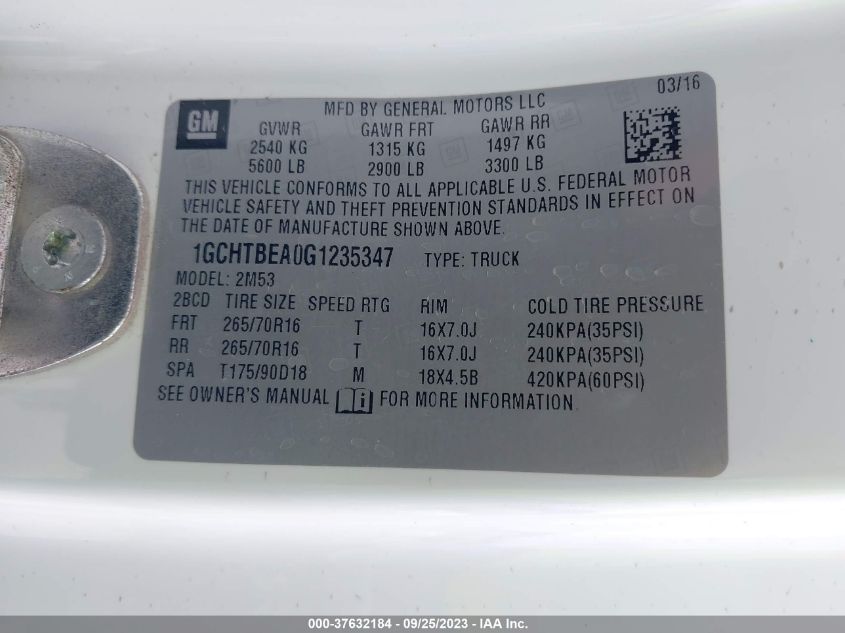 03/16
GM
MFD BY GENERAL MOTORS LLC
GVWR GAWR FRT GAWR RR
2540 KG 1315 KG 1497 KG
5600 LB 2900 LB 3300 LB
THIS VEHICLE CONFORMS TO ALL APPLICABLE U.S. FEDERAL MOTOR
VEHICLE SAFETY AND THEFT PREVENTION STANDARDS IN EFFECT ON
THE DATE OF MANUFACTURE SHOWN ABOVE.
1GCHTBEA0G1235347 TYPE: TRUCK
MODEL: 2M53
2BCD TIRE SIZE SPEED RTG RIM COLD TIRE PRESSURE
FRT 265/70R16 T 16X7.0J 240KPA(35PSI)
RR 265/70R16 T 16X7.0J 240KPA(35PSI)
SPA T175/90D18 M 18X4.5B 420KPA(60PSI)
SEE OWNER'S MANUAL FOR MORE INFORMATION.
000-37632184 - 09/25/2023 - IAA Inc.